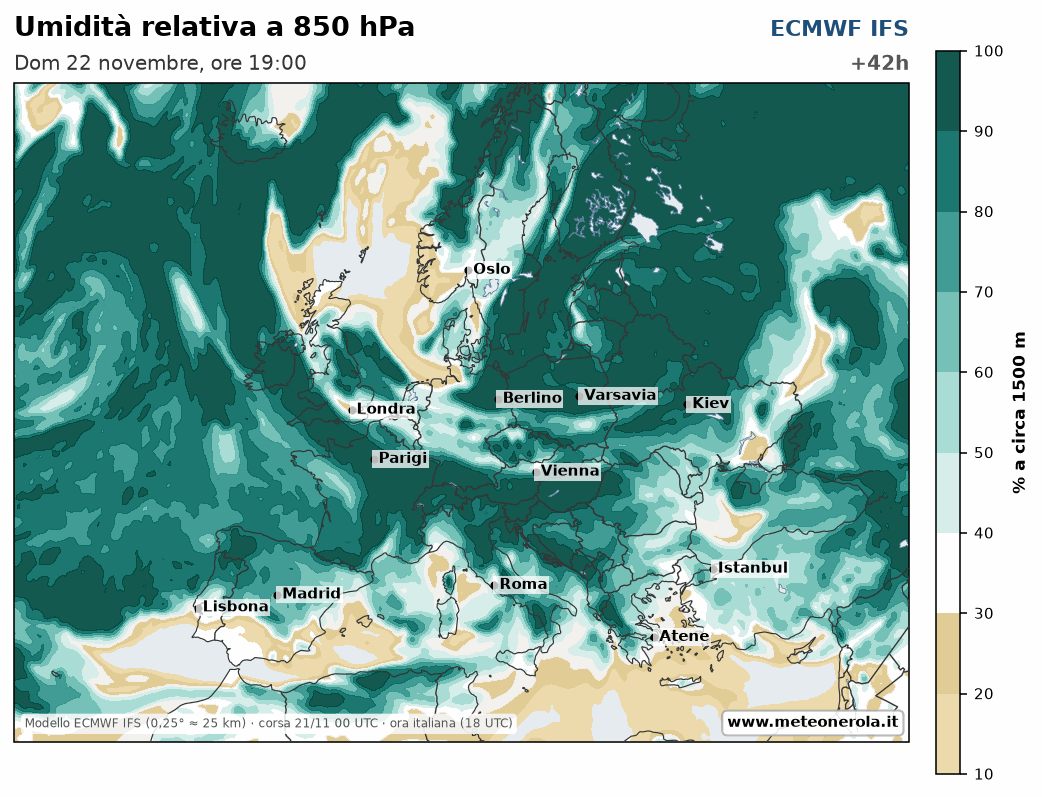 Umidità relativa a 850 hPa
ECMWF IFS
Dom 22 novembre, ore 19:00
+42h
100
90
80
70
60
50
40
30
20
10
% a circa 1500 m
Oslo
Berlino
Varsavia
Kiev
Londra
Parigi
Vienna
Istanbul
Roma
Madrid
Lisbona
Atene
Modello ECMWF IFS (0,25° ≈ 25 km) · corsa 21/11 00 UTC · ora italiana (18 UTC)
www.meteonerola.it